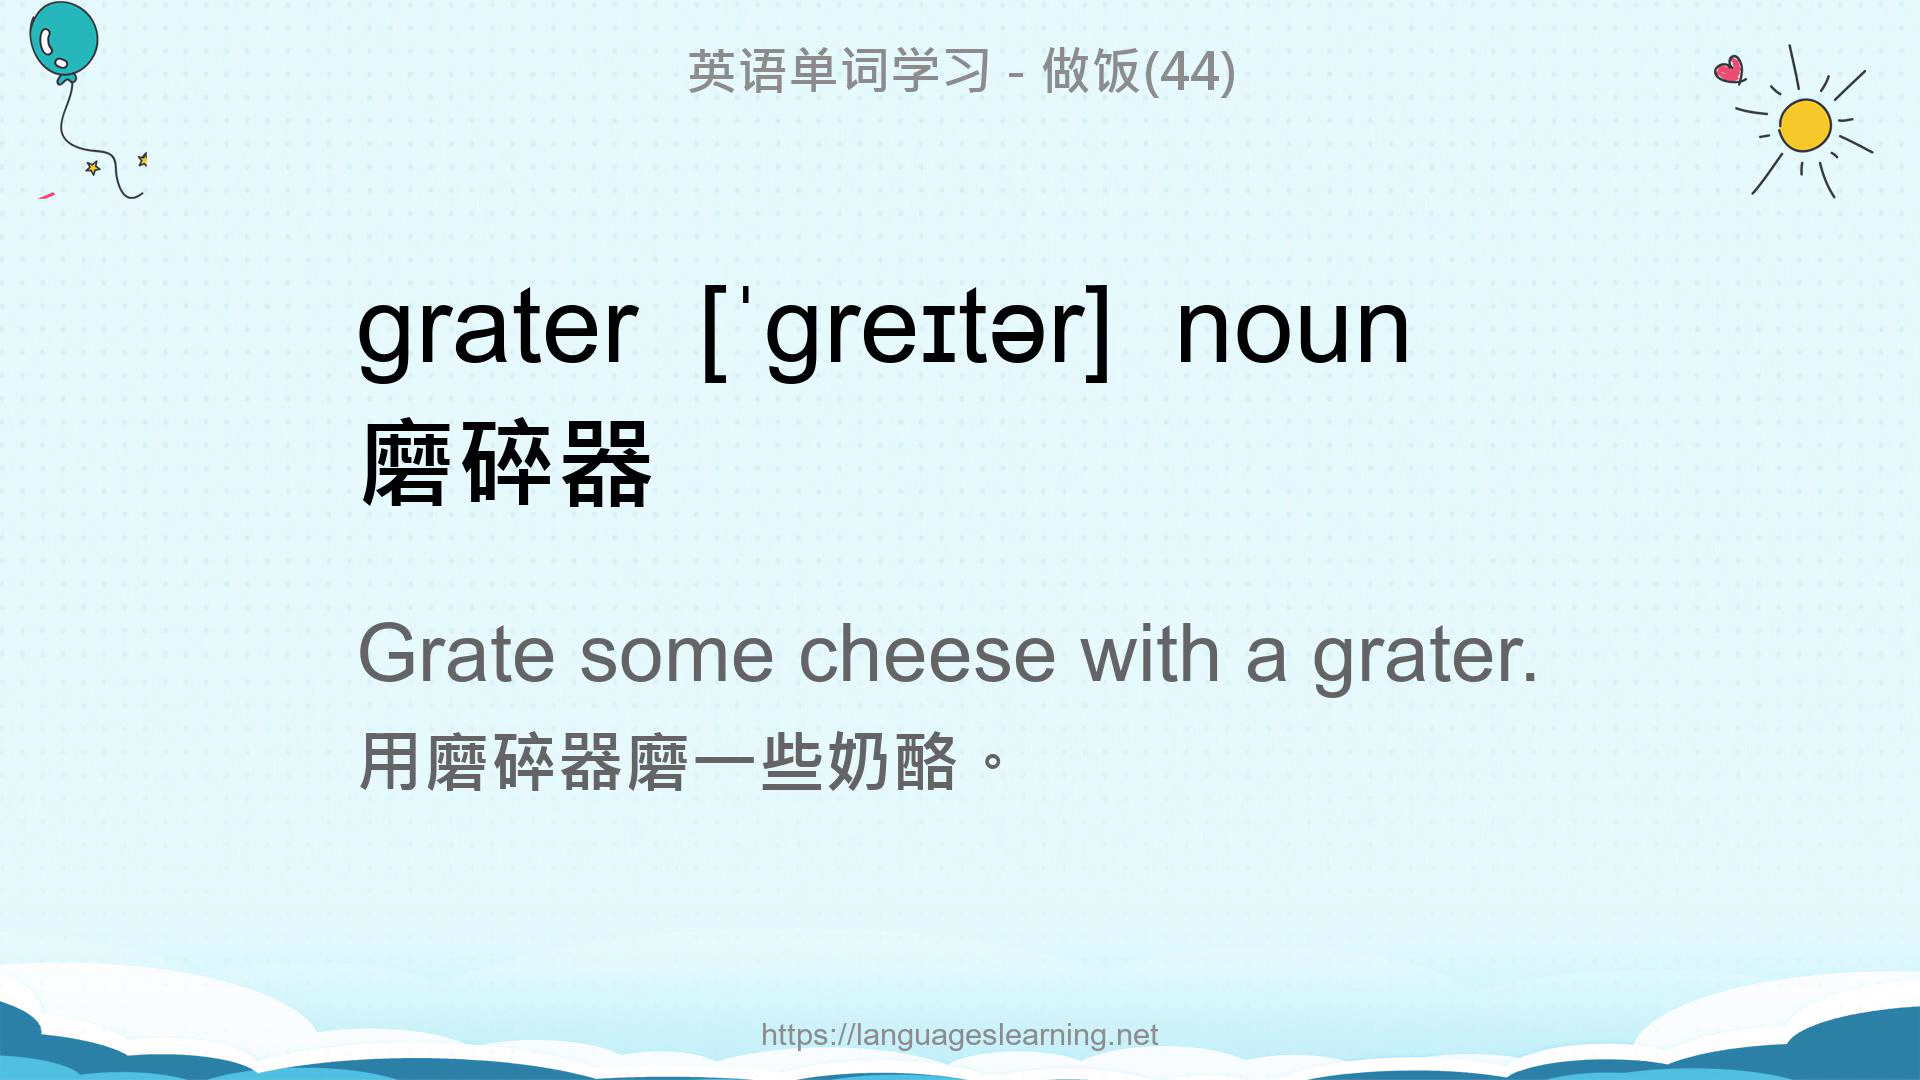 英语单词学习 - 做饭(44)
grater [ˈgreɪtər] noun
磨碎器
Grate some cheese with a grater.
用磨碎器磨一些奶酪。
https://languageslearning.net